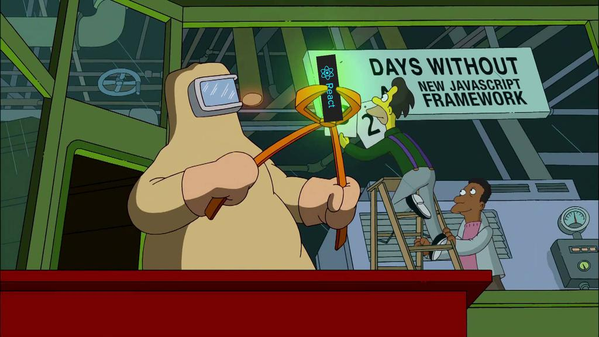 React
2
DAYS WITHOUT
NEW JAVASCRIPT
FRAMEWORK